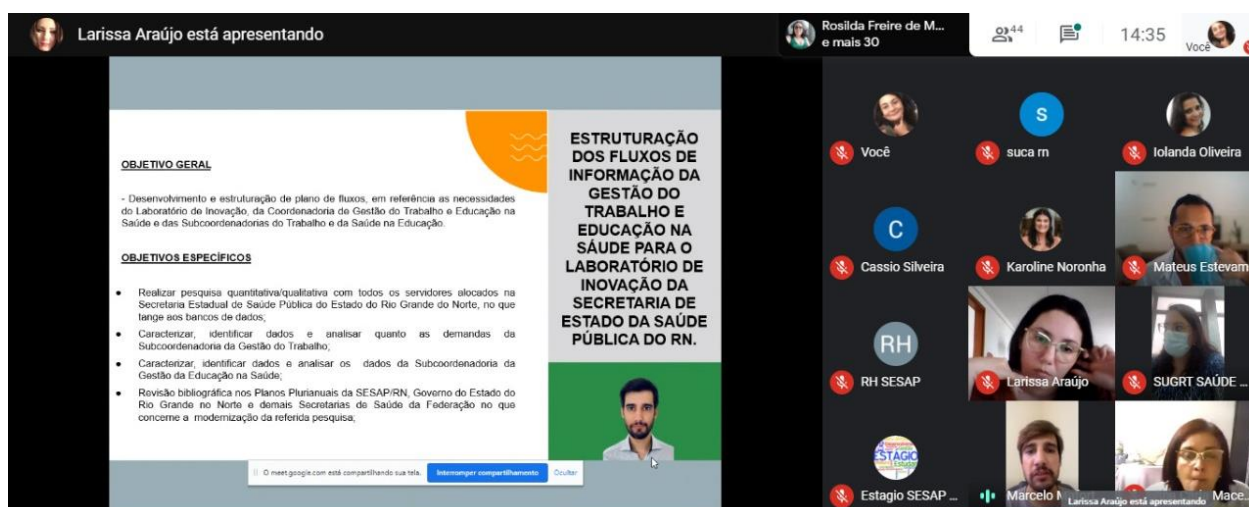 Larissa Araújo está apresentando
Rosilda Freire de M...
e mais 30
44
14:35
Você
OBJETIVO GERAL
- Desenvolvimento e estruturação de plano de fluxos, em referência as necessidades
do Laboratório de Inovação, da Coordenadoria de Gestão do Trabalho e Educação na
Saúde e das Subcoordenadorias do Trabalho e da Saúde na Educação.
OBJETIVOS ESPECÍFICOS
● Realizar pesquisa quantitativa/qualitativa com todos os servidores alocados na
Secretaria Estadual de Saúde Pública do Estado do Rio Grande do Norte, no que
tange aos bancos de dados;
● Caracterizar, identificar dados e analisar quanto as demandas da
Subcoordenadoria da Gestão do Trabalho;
● Caracterizar, identificar dados e analisar os dados da Subcoordenadoria da
Gestão da Educação na Saúde;
● Revisão bibliográfica nos Planos Plurianuais da SESAP/RN, Governo do Estado do
Rio Grande no Norte e demais Secretarias de Saúde da Federação no que
concerne a modernização da referida pesquisa;
ESTRUTURAÇÃO
DOS FLUXOS DE
INFORMAÇÃO DA
GESTÃO DO
TRABALHO E
EDUCAÇÃO NA
SÁUDE PARA O
LABORATÓRIO DE
INOVAÇÃO DA
SECRETARIA DE
ESTADO DA SAÚDE
PÚBLICA DO RN.
O meet.google.com está compartilhando sua tela.
Interromper compartilhamento
Ocultar
Você
S
suca rn
Iolanda Oliveira
C
Cassio Silveira
Karoline Noronha
Mateus Estevam
RH
RH SESAP
Larissa Araújo
SUGRT SAÚDE ...
ESTÁGIO
Estagio SESAP ...
Marcelo
Larissa Araújo está apresentando
Mace...